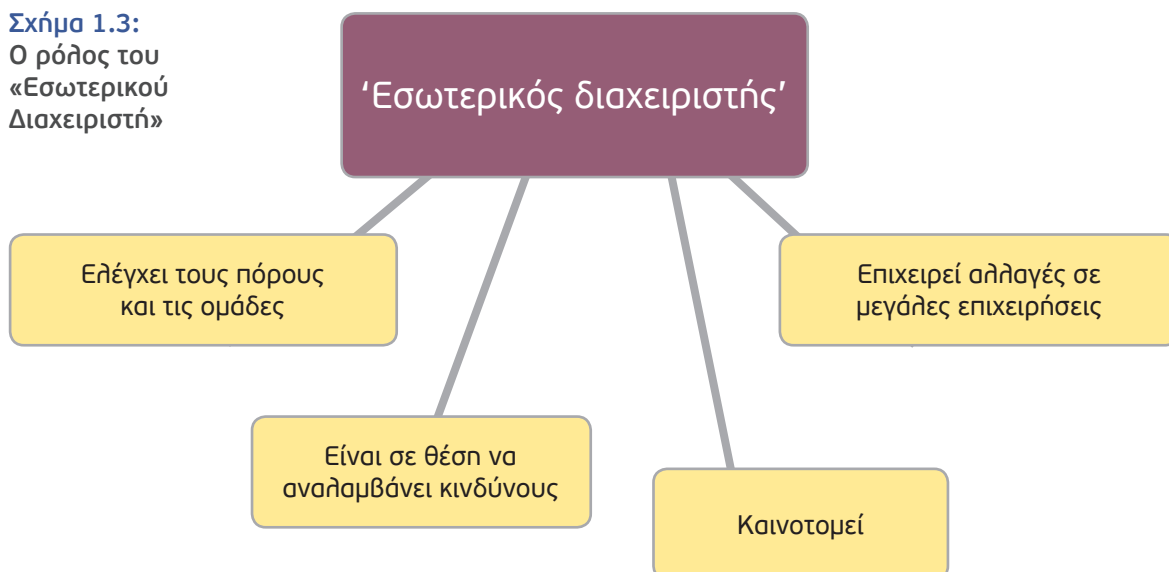 Σχήμα 1.3:
Ο ρόλος του
«Εσωτερικού
Διαχειριστή»
‘Εσωτερικός διαχειριστής’
Ελέγχει τους πόρους
και τις ομάδες
Επιχειρεί αλλαγές σε
μεγάλες επιχειρήσεις
Είναι σε θέση να
αναλαμβάνει κινδύνους
Καινοτομεί